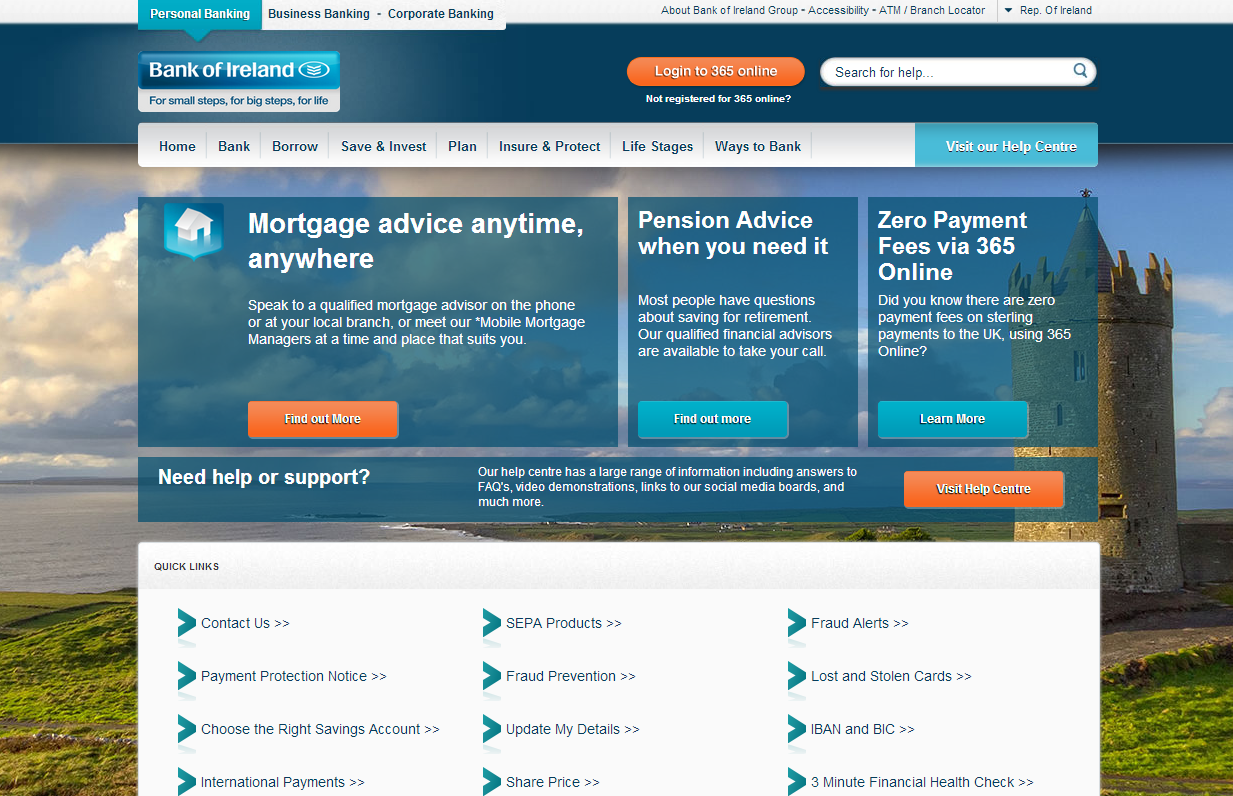 Personal Banking
Business Banking - Corporate Banking
About Bank of Ireland Group - Accessibility - ATM / Branch Locator
Rep. Of Ireland
Bank of Ireland
For small steps, for big steps, for life
Login to 365 online
Search for help...
Not registered for 365 online?
Home
Bank
Borrow
Save & Invest
Plan
Insure & Protect
Life Stages
Ways to Bank
Visit our Help Centre
Mortgage advice anytime,
anywhere
Speak to a qualified mortgage advisor on the phone
or at your local branch, or meet our *Mobile Mortgage
Managers at a time and place that suits you.
Find out More
Pension Advice
when you need it
Most people have questions
about saving for retirement.
Our qualified financial advisors
are available to take your call.
Find out more
Zero Payment
Fees via 365
Online
Did you know there are zero
payment fees on sterling
payments to the UK, using 365
Online?
Learn More
Need help or support?
Our help centre has a large range of information including answers to
FAQ's, video demonstrations, links to our social media boards, and
much more.
Visit Help Centre
QUICK LINKS
Contact Us >>
SEPA Products >>
Fraud Alerts >>
Payment Protection Notice >>
Fraud Prevention >>
Lost and Stolen Cards >>
Choose the Right Savings Account >>
Update My Details >>
IBAN and BIC >>
International Payments >>
Share Price >>
3 Minute Financial Health Check >>